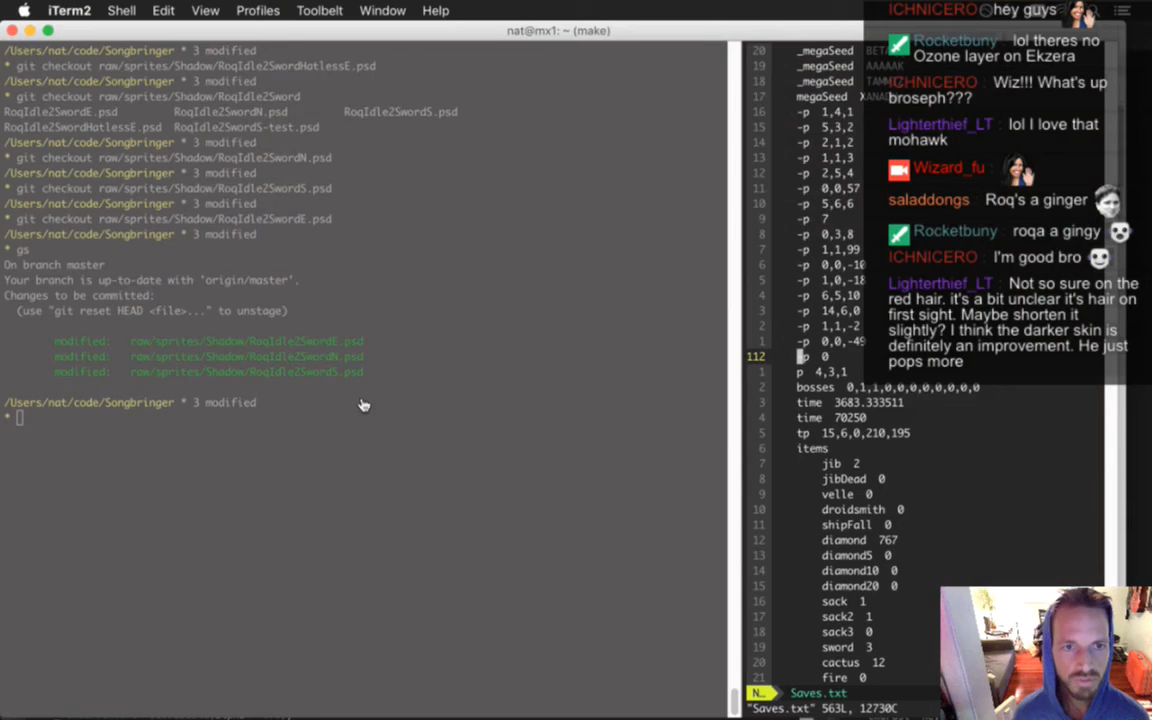 iTerm2 Shell Edit View Profiles Toolbelt Window Help
nat@mx1: ~ (make)
/Users/nat/code/Songbringer * 3 modified
* git checkout raw/sprites/Shadow/RoqIdle2SwordHatlessE.psd
/Users/nat/code/Songbringer * 3 modified
* git checkout raw/sprites/Shadow/RoqIdle2Sword
RoqIdle2SwordE.psd RoqIdle2SwordN.psd RoqIdle2SwordS.psd
RoqIdle2SwordHatlessE.psd RoqIdle2SwordS-test.psd
/Users/nat/code/Songbringer * 3 modified
* git checkout raw/sprites/Shadow/RoqIdle2SwordN.psd
/Users/nat/code/Songbringer * 3 modified
* git checkout raw/sprites/Shadow/RoqIdle2SwordS.psd
/Users/nat/code/Songbringer * 3 modified
* git checkout raw/sprites/Shadow/RoqIdle2SwordE.psd
/Users/nat/code/Songbringer * 3 modified
* gs
On branch master
Your branch is up-to-date with 'origin/master'.
Changes to be committed:
(use "git reset HEAD <file>..." to unstage)
modified: raw/sprites/Shadow/RoqIdle2SwordE.psd
modified: raw/sprites/Shadow/RoqIdle2SwordN.psd
modified: raw/sprites/Shadow/RoqIdle2SwordS.psd
/Users/nat/code/Songbringer * 3 modified
*
20 _megaSeed BETA
19 _megaSeed AAAAAK
18 _megaSeed
17 megaSeed
16 -p 1,4,1
15 -p 5,3,2
14 -p 2,1,2
13 -p 1,1,3
12 -p 2,5,4
11 -p 0,0,57
10 -p 5,6,6
9 -p 7
8 -p 0,3,8
7 -p 1,1,99
6 -p 0,0,-10
5 -p 1,0,-18
4 -p 6,5,10
3 -p 14,6,0
2 -p 1,1,-2
1 -p 0,0,-49
112 p 0
1 p 4,3,1
2 bosses 0,1,1,0,0,0,0,0,0,0,0
3 time 3683.333511
4 time 70250
5 tp 15,6,0,210,195
6 items
7 jib 2
8 jibDead 0
9 velle 0
10 droidsmith 0
11 shipFall 0
12 diamond 767
13 diamond5 0
14 diamond10 0
15 diamond20 0
16 sack 1
17 sack2 1
18 sack3 0
19 sword 3
20 cactus 12
21 fire 0
N... Saves.txt
"Saves.txt" 563L, 12730C
ICHNICERO : hey guys
Rocketbuny : lol theres no
Ozone layer on Ekzera
ICHNICERO : Wiz!!! What's up
broseph???
Lighterthief_LT : lol I love that
mohawk
Wizard_fu :
saladdongs : Roq's a ginger
Rocketbuny : roqa a gingy
ICHNICERO : I'm good bro
Lighterthief_LT : Not so sure on the
red hair. it's a bit unclear it's hair on
first sight. Maybe shorten it
slightly? I think the darker skin is
definitely an improvement. He just
pops more